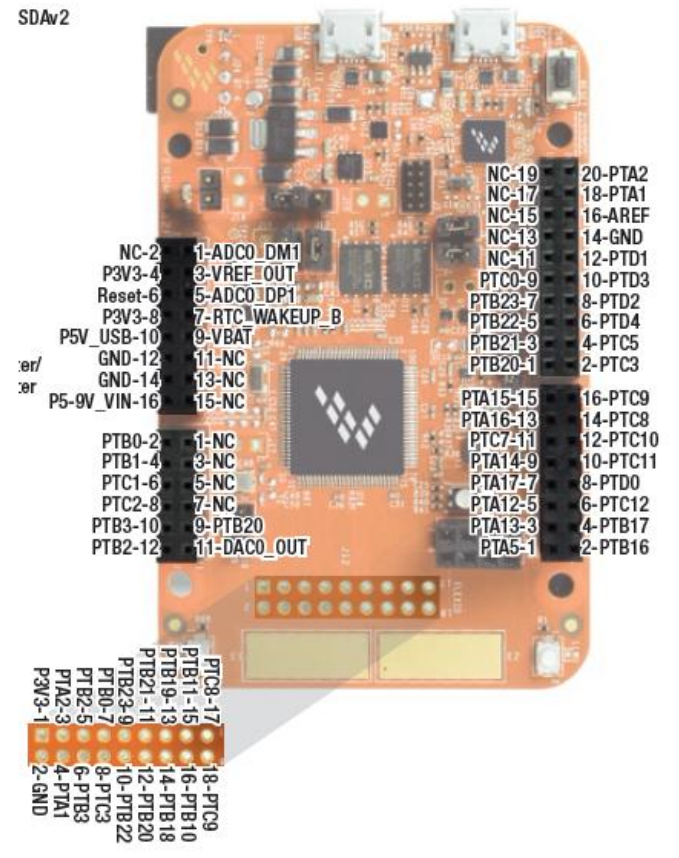 SDAv2
NC-19 20-PTA2
NC-17 18-PTA1
NC-15 16-AREF
NC-13 14-GND
NC-11 12-PTD1
PTC0-9 10-PTD3
PTB23-7 8-PTD2
PTB22-5 6-PTD4
PTB21-3 4-PTC5
PTB20-1 2-PTC3
NC-2 1-ADC0_DM1
P3V3-4 3-VREF_OUT
Reset-6 5-ADC0_DP1
P3V3-8 7-RTC_WAKEUP_B
P5V_USB-10 9-VBAT
GND-12 11-NC
GND-14 13-NC
P5-9V_VIN-16 15-NC
ter/
ter
PTA15-15 16-PTC9
PTA16-13 14-PTC8
PTC7-11 12-PTC10
PTA14-9 10-PTC11
PTA17-7 8-PTD0
PTA12-5 6-PTC12
PTA13-3 4-PTB17
PTA5-1 2-PTB16
PTB0-2 1-NC
PTB1-4 3-NC
PTC1-6 5-NC
PTC2-8 7-NC
PTB3-10 9-PTB20
PTB2-12 11-DAC0_OUT
P3V3-1
PTA2-3
PTB2-5
PTB0-7
PTB23-9
PTB21-11
PTB19-13
PTB11-15
PTC8-17
2-GND
4-PTA1
6-PTB3
8-PTC3
10-PTB22
12-PTB20
14-PTB18
16-PTB10
18-PTC9